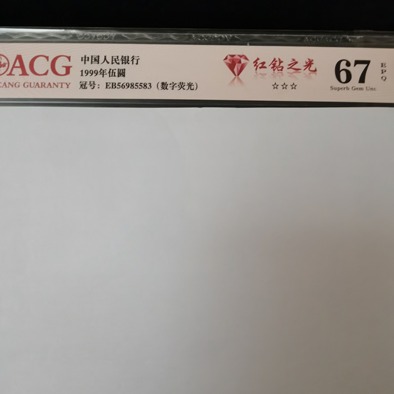 ACG
CANG GUARANTY
中国人民银行
1999年伍圆
冠号：EB56985583（数字荧光）
红钻之光
☆☆☆
67
EPQ
Superb Gem Unc